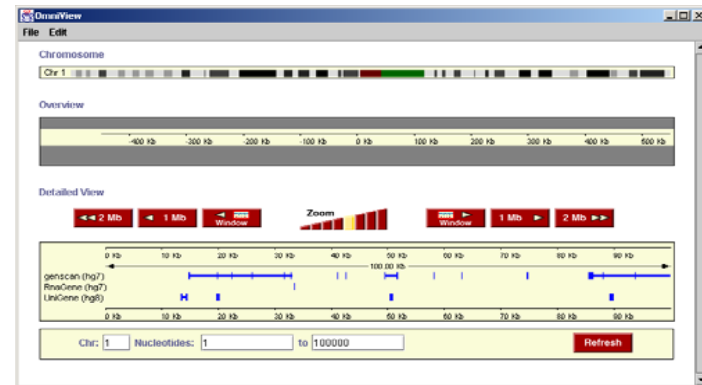 OmniView
File Edit
Chromosome
Chr 1
Overview
-400 Kb -300 Kb -200 Kb -100 Kb 0 Kb 100 Kb 200 Kb 300 Kb 400 Kb 500 Kb
Detailed View
2 Mb 1 Mb Window Zoom Window 1 Mb 2 Mb
0 Kb 10 Kb 20 Kb 30 Kb 40 Kb 50 Kb 60 Kb 70 Kb 80 Kb 90 Kb
100.00 Kb
genscan (hg7)
RnaGene (hg7)
UniGene (hg8)
0 Kb 10 Kb 20 Kb 30 Kb 40 Kb 50 Kb 60 Kb 70 Kb 80 Kb 90 Kb
Chr: 1 Nucleotides: 1 to 100000 Refresh